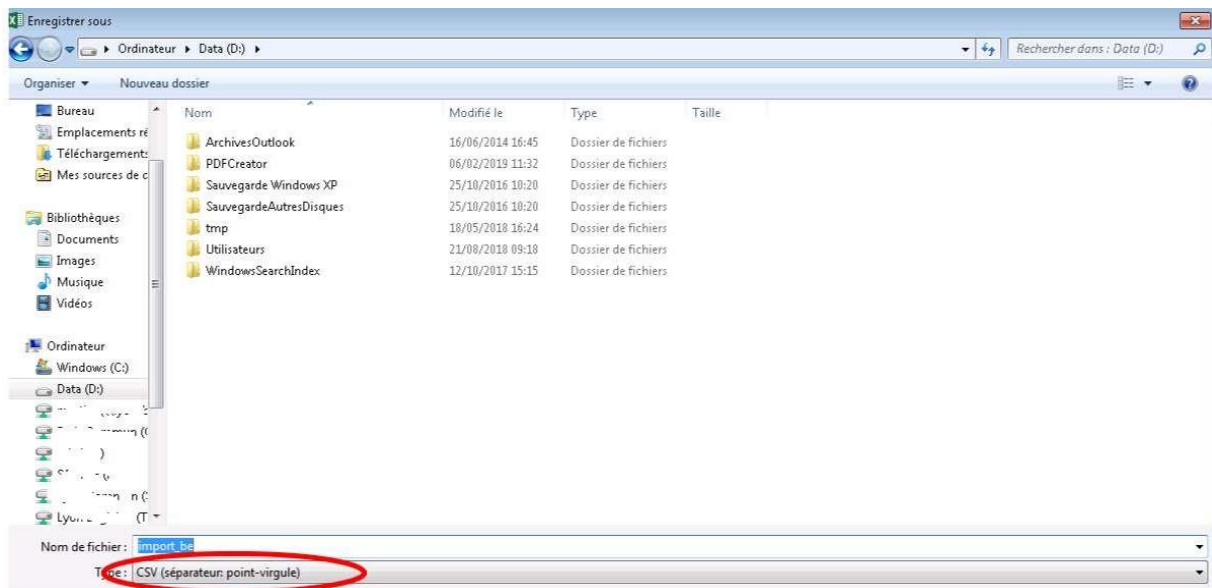 Enregistrer sous
Ordinateur Data (D:)
Rechercher dans : Data (D:)
Organiser Nouveau dossier
Nom Modifié le Type Taille
Bureau
Emplacements ré
Téléchargements
Mes sources de d
Bibliothèques
Documents
Images
Musique
Vidéos
Ordinateur
Windows (C:)
Data (D:)
ArchivesOutlook 16/06/2014 16:45 Dossier de fichiers
PDFCreator 06/02/2019 11:32 Dossier de fichiers
Sauvegarde Windows XP 25/10/2016 10:20 Dossier de fichiers
SauvegardeAutresDisques 25/10/2016 10:20 Dossier de fichiers
tmp 18/05/2018 16:24 Dossier de fichiers
Utilisateurs 21/08/2018 09:18 Dossier de fichiers
WindowsSearchIndex 12/10/2017 15:15 Dossier de fichiers
Nom de fichier : import_be
Type : CSV (séparateur: point-virgule)